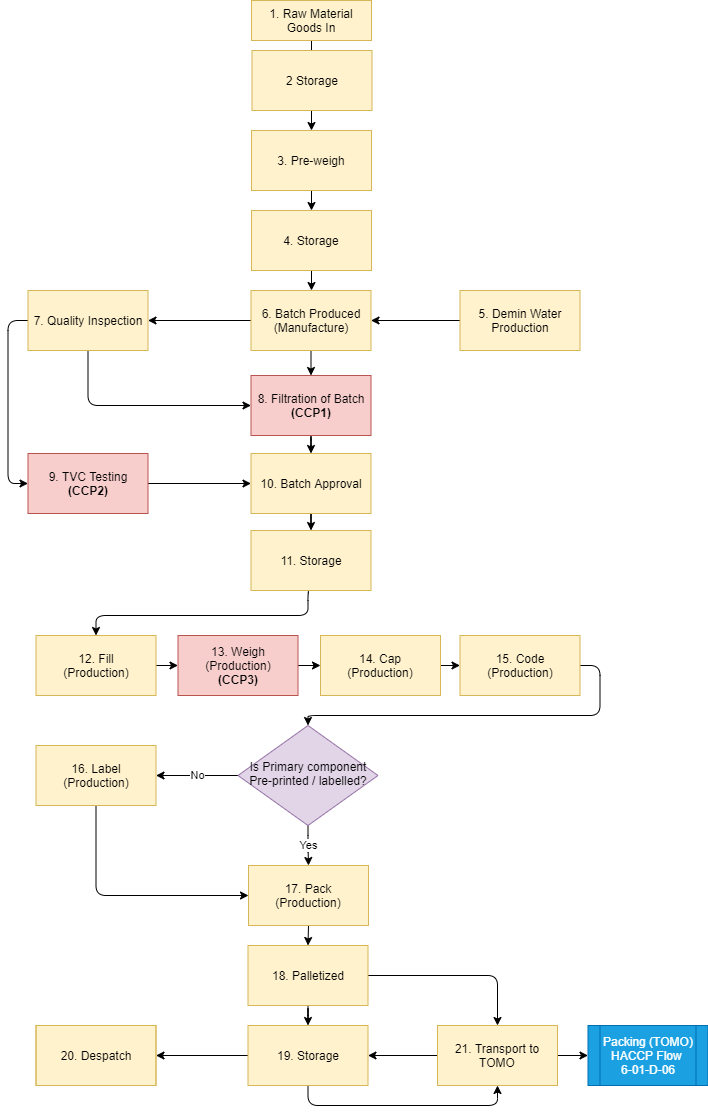 1. Raw Material
Goods In
2 Storage
3. Pre-weigh
4. Storage
7. Quality Inspection
6. Batch Produced
(Manufacture)
5. Demin Water
Production
8. Filtration of Batch
(CCP1)
9. TVC Testing
(CCP2)
10. Batch Approval
11. Storage
12. Fill
(Production)
13. Weigh
(Production)
(CCP3)
14. Cap
(Production)
15. Code
(Production)
16. Label
(Production)
No
Is Primary component
Pre-printed / labelled?
Yes
17. Pack
(Production)
18. Palletized
20. Despatch
19. Storage
21. Transport to
TOMO
Packing (TOMO)
HACCP Flow
6-01-D-06